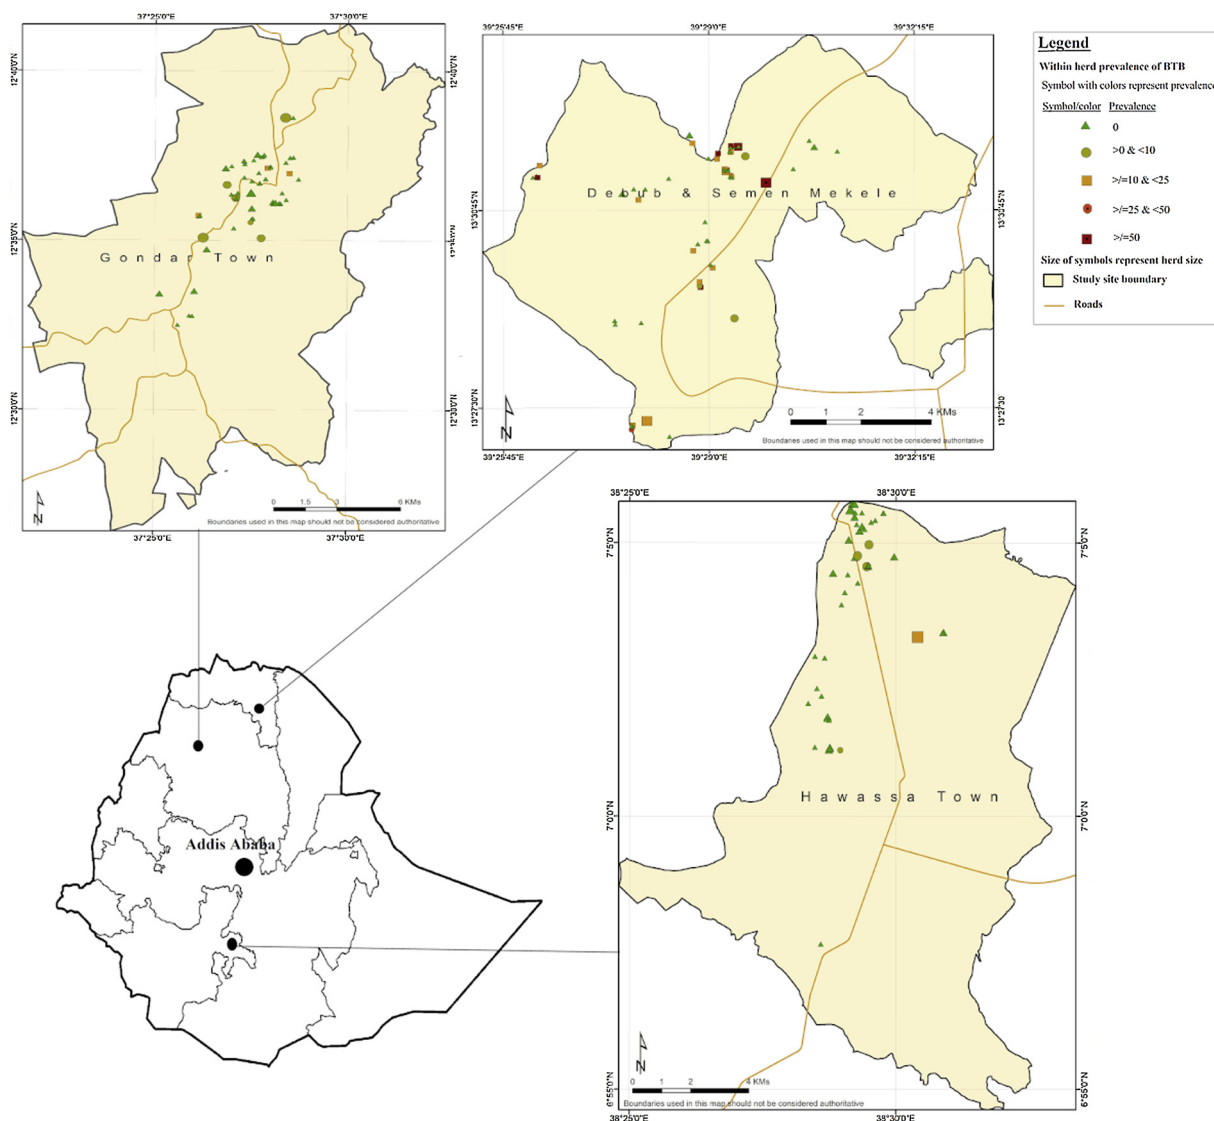 37°25'0"E
37°30'0"E
12°40'0"N
12°40'0"N
12°35'0"N
Gondar Town
12°30'0"N
12°30'0"N
N
0 1.5 3 6 KMs
Boundaries used in this map should not be considered authoritative
37°25'0"E
37°30'0"E
39°25'45"E
39°29'0"E
39°32'15"E
Debub & Semen Mekele
13°30'45"N
13°30'45"N
13°27'30"N
13°27'30
N
0 1 2 4 KMs
Boundaries used in this map should not be considered authoritative
39°25'45"E
39°29'0"E
39°32'15"E
Legend
Within herd prevalence of BTB
Symbol with colors represent prevalence
Symbol/color Prevalence
0
>0 & <10
>/=10 & <25
>/=25 & <50
>/=50
Size of symbols represent herd size
Study site boundary
Roads
38°25'0"E
38°30'0"E
7°5'0"N
7°5'0"N
7°0'0"N
7°0'0"N
Hawassa Town
6°55'0"N
6°55'0"N
N
0 1 2 4 KMs
Boundaries used in this map should not be considered authoritative
38°25'0"E
38°30'0"E
Addis Ababa